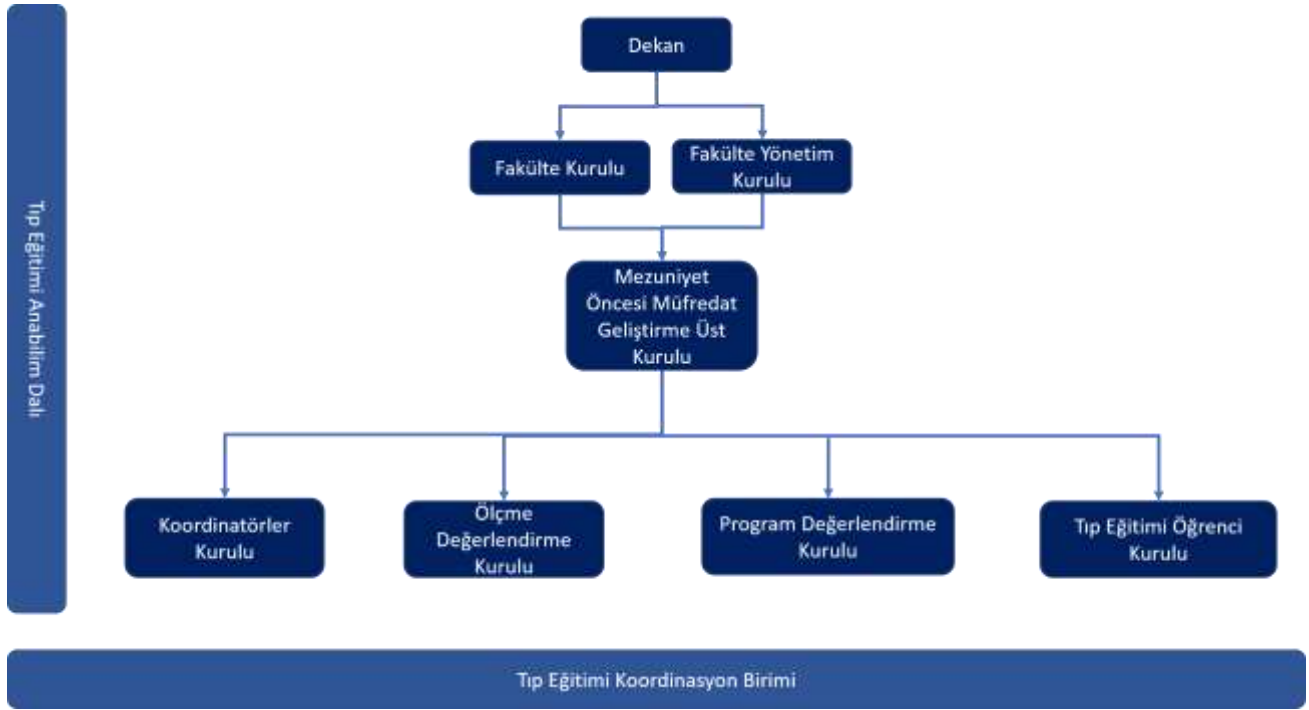 Dekan
Fakülte Kurulu
Fakülte Yönetim
Kurulu
Mezuniyet
Öncesi Müfredat
Geliştirme Üst
Kurulu
Koordinatörler
Kurulu
Ölçme
Değerlendirme
Kurulu
Program Değerlendirme
Kurulu
Tıp Eğitimi Öğrenci
Kurulu
Tıp Eğitimi Anabilim Dalı
Tıp Eğitimi Koordinasyon Birimi